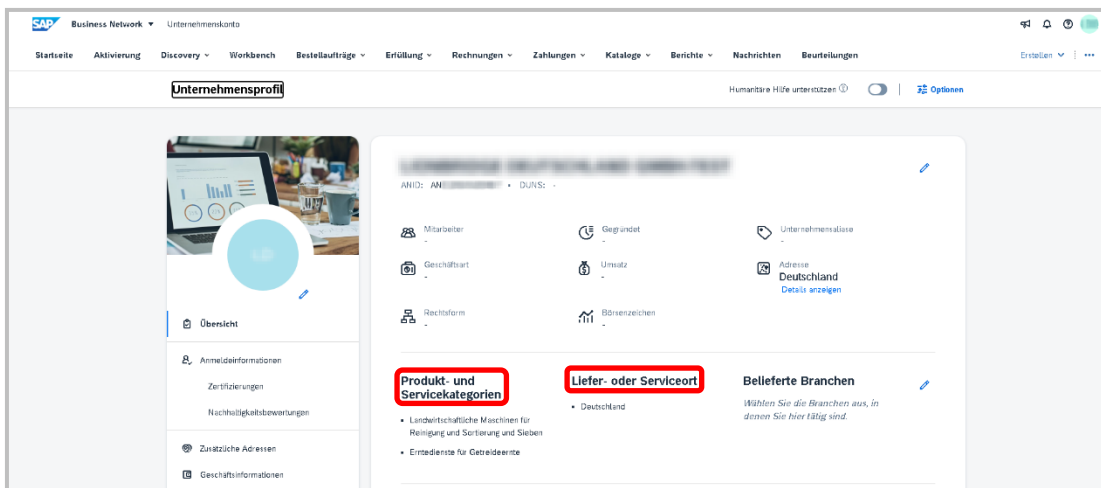 SAP Business Network Unternehmenskonto
Startseite Aktivierung Discovery Workbench Bestellaufträge Erfüllung Rechnungen Zahlungen Kataloge Berichte Nachrichten Beurteilungen Erstellen
Unternehmensprofil Humanitäre Hilfe unterstützen Optionen
ANID: AN • DUNS: -
Mitarbeiter
-
Gegründet
-
Unternehmensaliase
-
Geschäftsart
-
Umsatz
-
Adresse
Deutschland
Details anzeigen
Rechtsform
-
Börsenzeichen
-
Übersicht
Anmeldeinformationen
Zertifizierungen
Nachhaltigkeitsbewertungen
Zusätzliche Adressen
Geschäftsinformationen
Produkt- und
Servicekategorien
• Landwirtschaftliche Maschinen für
Reinigung und Sortierung und Sieben
• Erntedienste für Getreideernte
Liefer- oder Serviceort
• Deutschland
Belieferte Branchen
Wählen Sie die Branchen aus, in
denen Sie hier tätig sind.